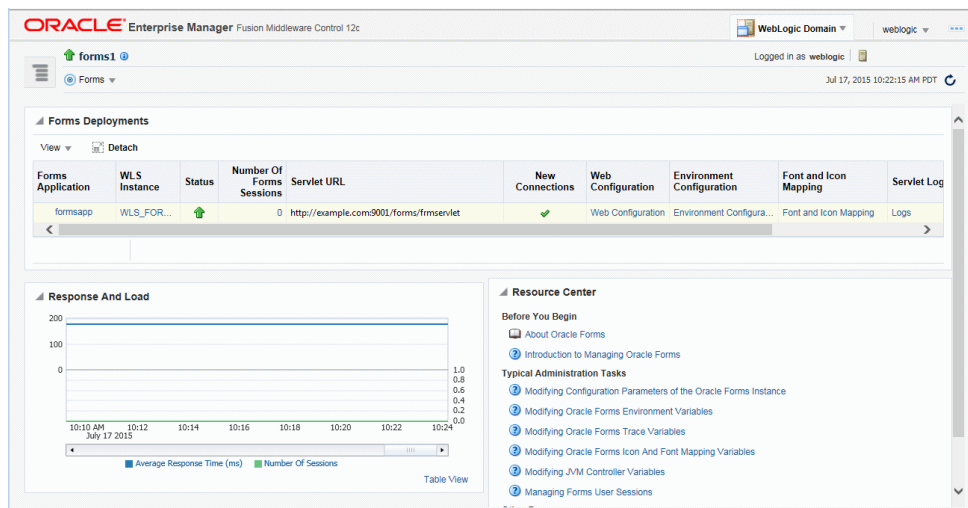 ORACLE Enterprise Manager Fusion Middleware Control 12c
WebLogic Domain
weblogic
forms1
Logged in as weblogic
Forms
Jul 17, 2015 10:22:15 AM PDT
Forms Deployments
View
Detach
Forms Application
WLS Instance
Status
Number Of Forms Sessions
Servlet URL
New Connections
Web Configuration
Environment Configuration
Font and Icon Mapping
Servlet Log
formsapp
WLS_FOR...
0
http://example.com:9001/forms/frmservlet
Web Configuration
Environment Configura...
Font and Icon Mapping
Logs
Response And Load
200
100
0
1.0
0.8
0.6
0.4
0.2
0.0
10:10 AM
10:12
10:14
10:16
10:18
10:20
10:22
10:24
July 17 2015
Average Response Time (ms)
Number Of Sessions
Table View
Resource Center
Before You Begin
About Oracle Forms
Introduction to Managing Oracle Forms
Typical Administration Tasks
Modifying Configuration Parameters of the Oracle Forms Instance
Modifying Oracle Forms Environment Variables
Modifying Oracle Forms Trace Variables
Modifying Oracle Forms Icon And Font Mapping Variables
Modifying JVM Controller Variables
Managing Forms User Sessions